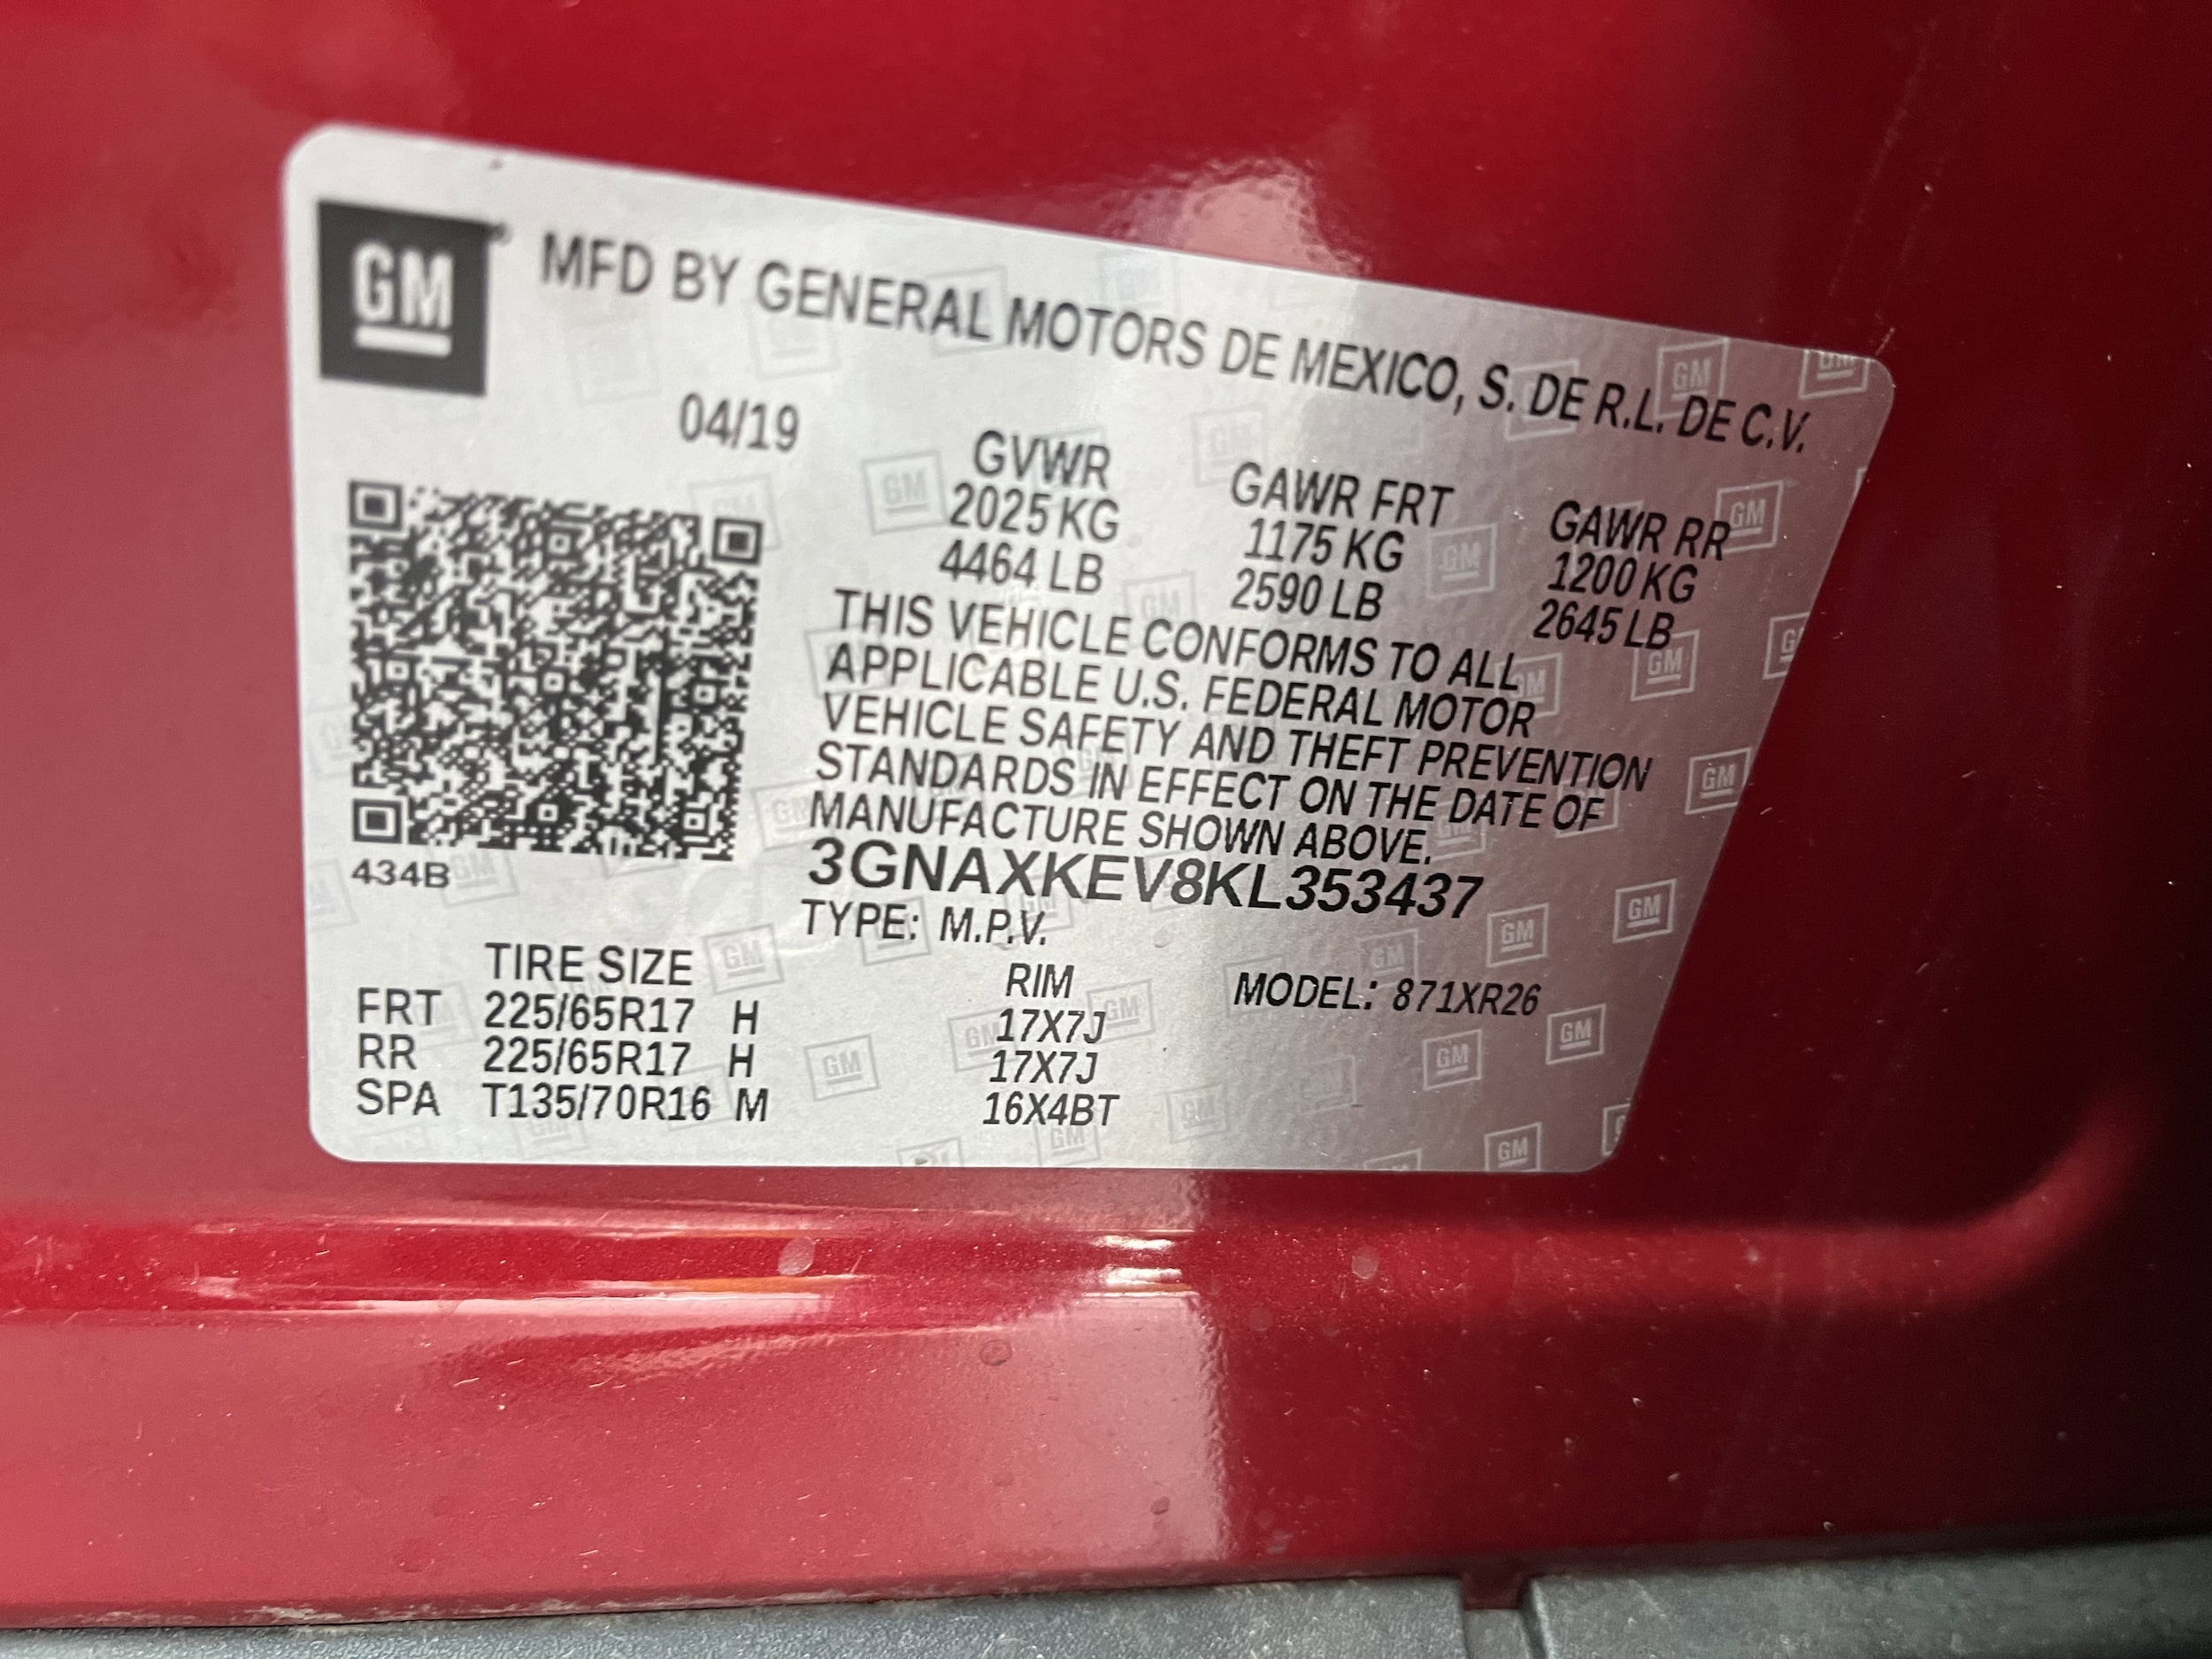 GM MFD BY GENERAL MOTORS DE MEXICO, S. DE R.L. DE C.V.
04/19
GVWR GAWR FRT GAWR RR
2025 KG 1175 KG 1200 KG
4464 LB 2590 LB 2645 LB
THIS VEHICLE CONFORMS TO ALL
APPLICABLE U.S. FEDERAL MOTOR
VEHICLE SAFETY AND THEFT PREVENTION
STANDARDS IN EFFECT ON THE DATE OF
MANUFACTURE SHOWN ABOVE.
3GNAXKEV8KL353437
434B
TYPE: M.P.V.
TIRE SIZE RIM MODEL: 871XR26
FRT 225/65R17 H 17X7J
RR 225/65R17 H 17X7J
SPA T135/70R16 M 16X4BT